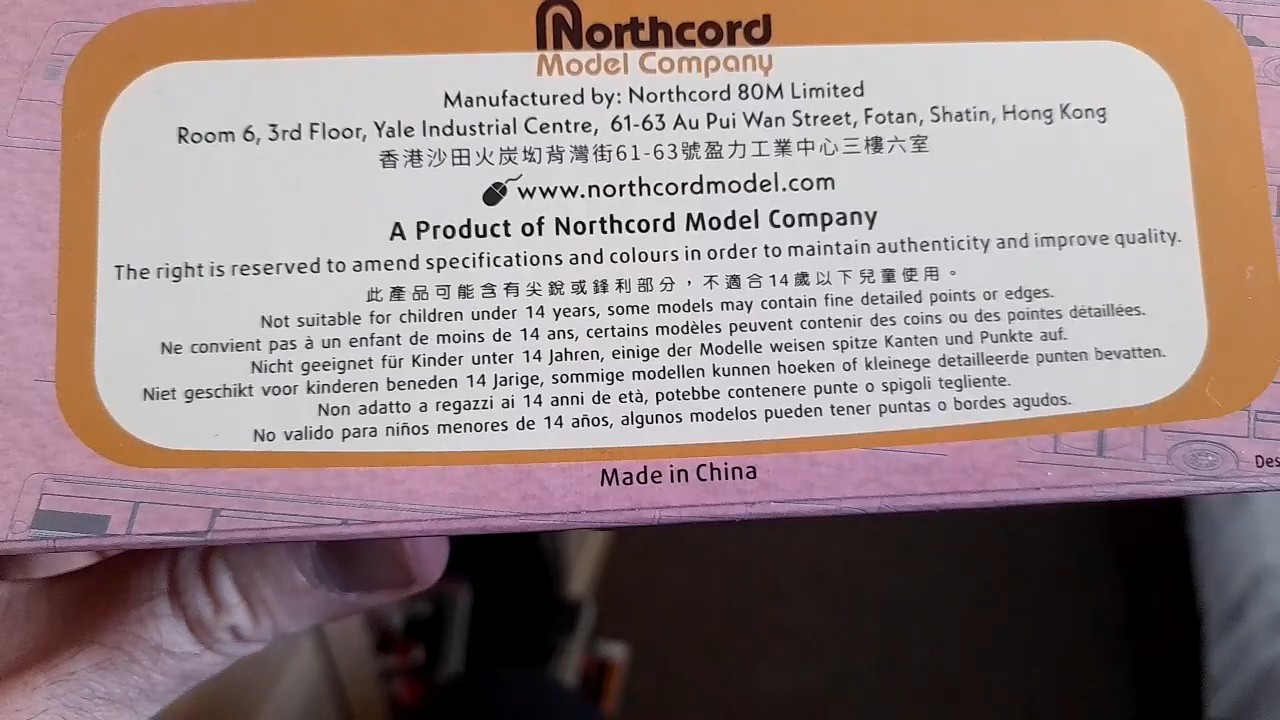 Northcord
Model Company
Manufactured by: Northcord 80M Limited
Room 6, 3rd Floor, Yale Industrial Centre, 61-63 Au Pui Wan Street, Fotan, Shatin, Hong Kong
香港沙田火炭坳背灣街61-63號盈力工業中心三樓六室
www.northcordmodel.com
A Product of Northcord Model Company
The right is reserved to amend specifications and colours in order to maintain authenticity and improve quality.
此產品可能含有尖銳或鋒利部分，不適合14歲以下兒童使用。
Not suitable for children under 14 years, some models may contain fine detailed points or edges.
Ne convient pas à un enfant de moins de 14 ans, certains modèles peuvent contenir des coins ou des pointes détaillées.
Nicht geeignet für Kinder unter 14 Jahren, einige der Modelle weisen spitze Kanten und Punkte auf.
Niet geschikt voor kinderen beneden 14 Jarige, sommige modellen kunnen hoeken of kleinege detailleerde punten bevatten.
Non adatto a regazzi ai 14 anni de età, potebbe contenere punte o spigoli tegliente.
No valido para niños menores de 14 años, algunos modelos pueden tener puntas o bordes agudos.
Made in China
Des